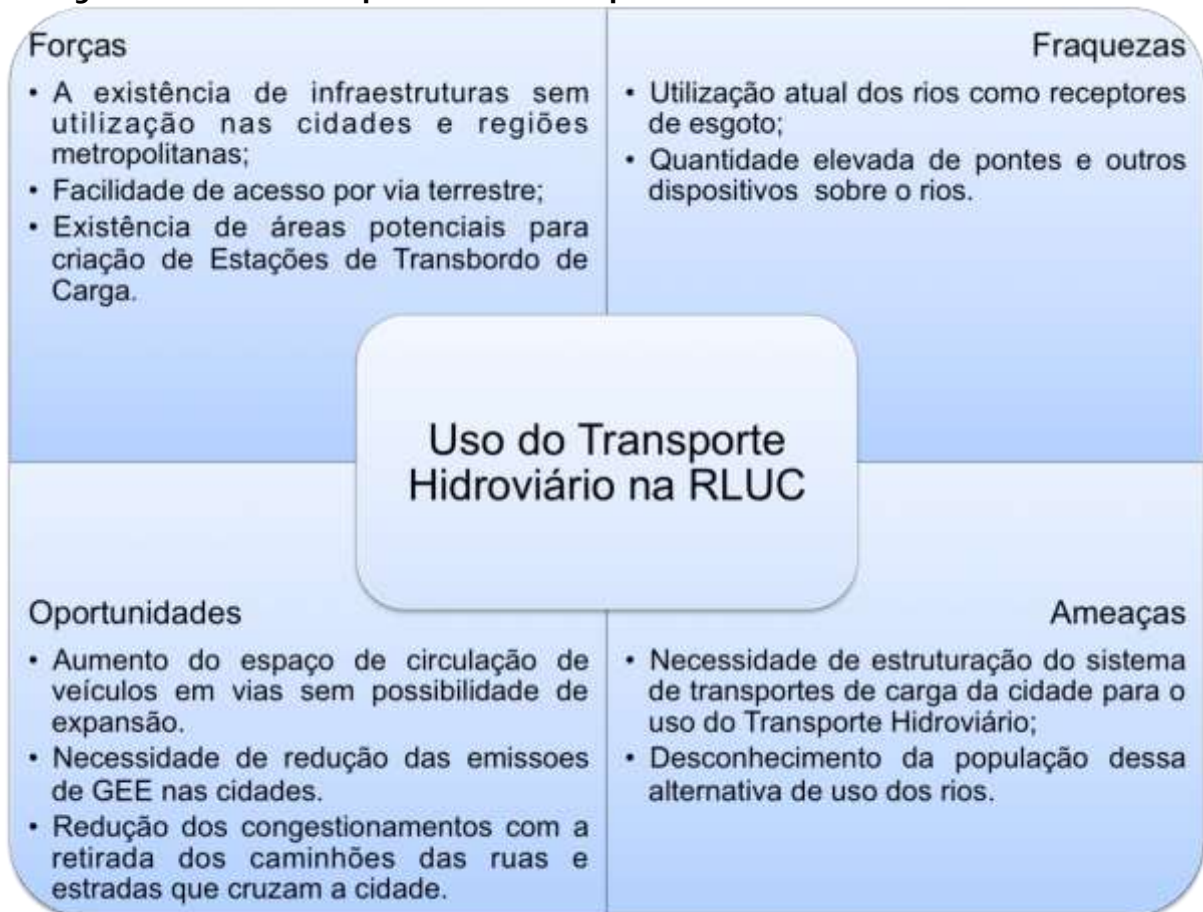 Forças
• A existência de infraestruturas sem
utilização nas cidades e regiões
metropolitanas;
• Facilidade de acesso por via terrestre;
• Existência de áreas potenciais para
criação de Estações de Transbordo de
Carga.
Fraquezas
• Utilização atual dos rios como receptores
de esgoto;
• Quantidade elevada de pontes e outros
dispositivos sobre o rios.
Uso do Transporte
Hidroviário na RLUC
Oportunidades
• Aumento do espaço de circulação de
veículos em vias sem possibilidade de
expansão.
• Necessidade de redução das emissoes
de GEE nas cidades.
• Redução dos congestionamentos com a
retirada dos caminhões das ruas e
estradas que cruzam a cidade.
Ameaças
• Necessidade de estruturação do sistema
de transportes de carga da cidade para o
uso do Transporte Hidroviário;
• Desconhecimento da população dessa
alternativa de uso dos rios.